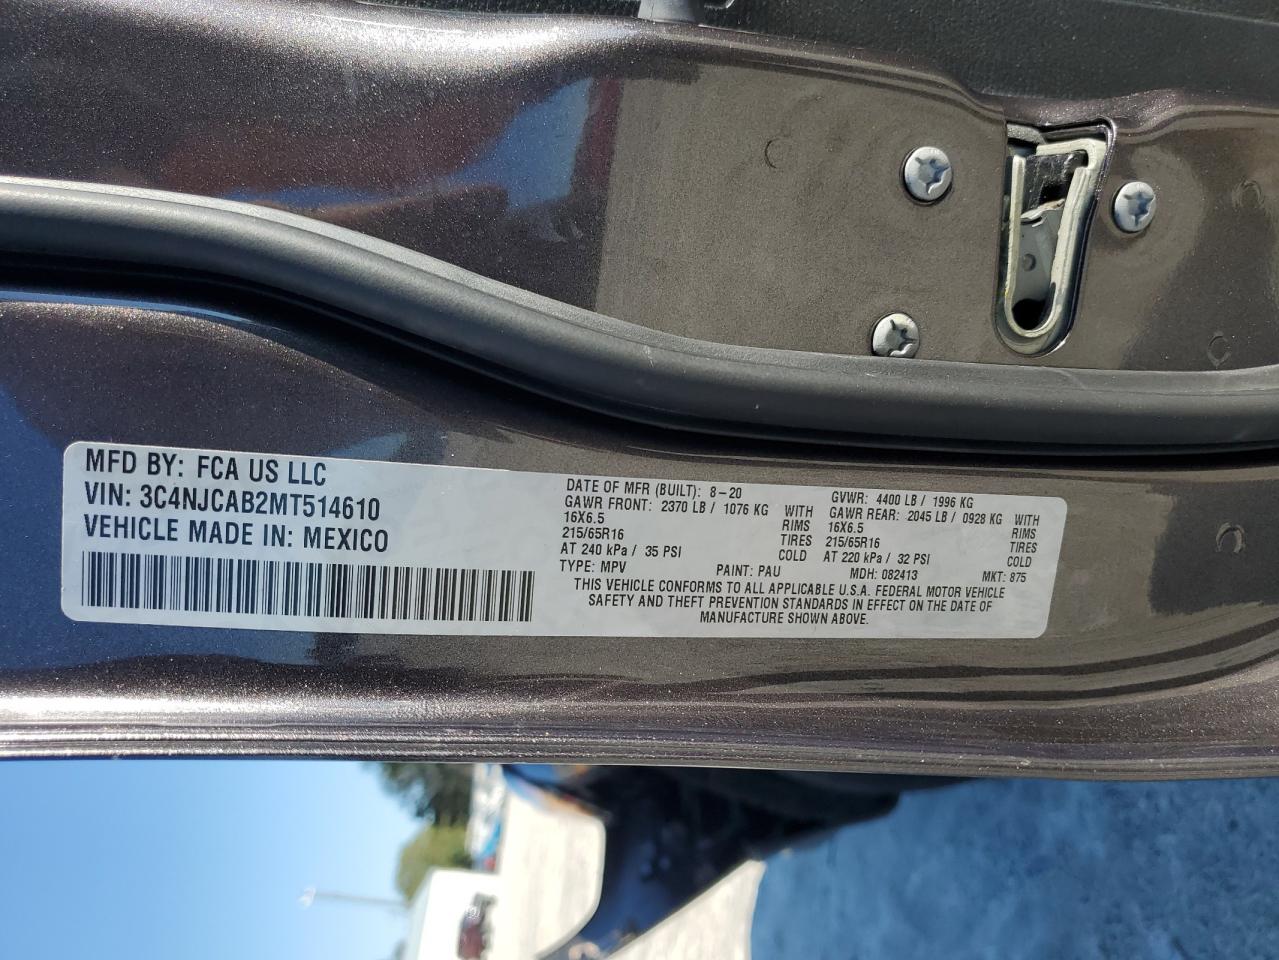 MFD BY: FCA US LLC
VIN: 3C4NJCAB2MT514610
VEHICLE MADE IN: MEXICO
DATE OF MFR (BUILT): 8-20
GAWR FRONT: 2370 LB / 1076 KG WITH
16X6.5 RIMS
215/65R16 TIRES
AT 240 kPa / 35 PSI COLD
GVWR: 4400 LB / 1996 KG
GAWR REAR: 2045 LB / 0928 KG WITH
16X6.5 RIMS
215/65R16 TIRES
AT 220 kPa / 32 PSI COLD
TYPE: MPV PAINT: PAU MDH: 082413 MKT: 875
THIS VEHICLE CONFORMS TO ALL APPLICABLE U.S.A. FEDERAL MOTOR VEHICLE
SAFETY AND THEFT PREVENTION STANDARDS IN EFFECT ON THE DATE OF
MANUFACTURE SHOWN ABOVE.